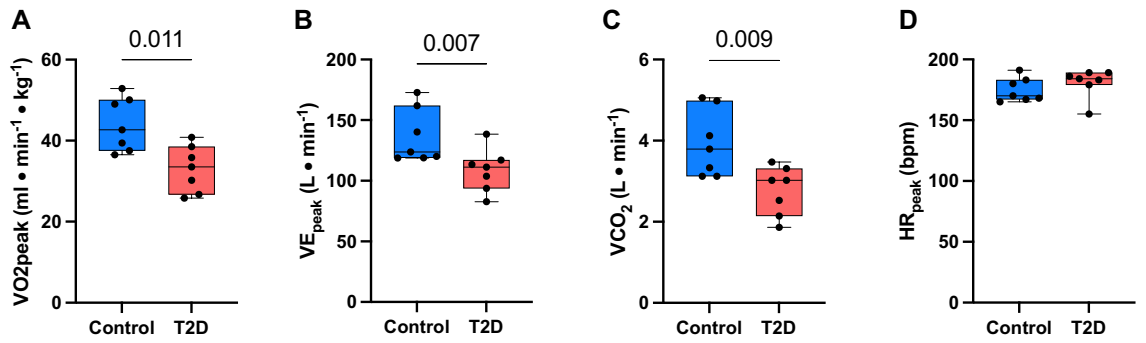 A
0.011
VO2peak (ml • min⁻¹ • kg⁻¹)
60
40
20
0
Control T2D
B
0.007
VEpeak (L • min⁻¹)
200
150
100
50
0
Control T2D
C
0.009
VCO₂ (L • min⁻¹)
6
4
2
0
Control T2D
D
HRpeak (bpm)
200
150
100
50
0
Control T2D